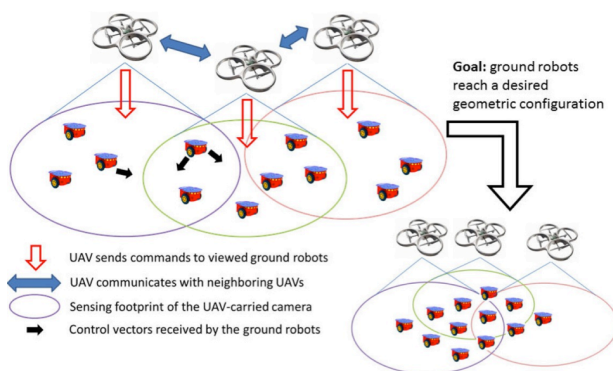 Goal: ground robots
reach a desired
geometric configuration
UAV sends commands to viewed ground robots
UAV communicates with neighboring UAVs
Sensing footprint of the UAV-carried camera
Control vectors received by the ground robots